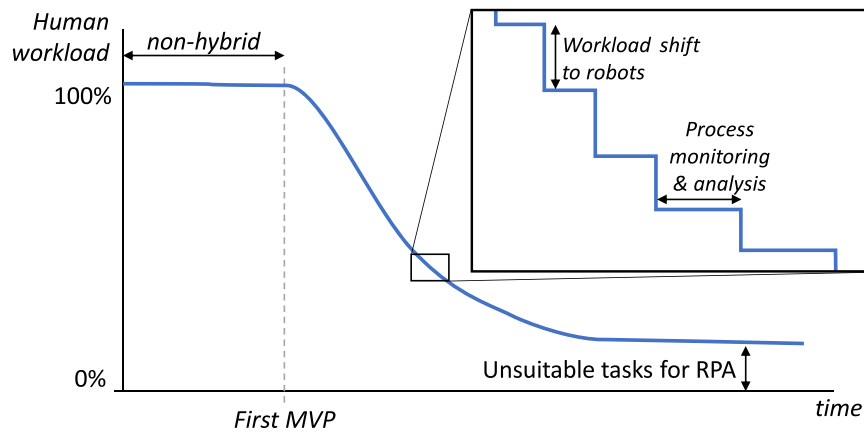 Human
workload
non-hybrid
100%
Workload shift
to robots
Process
monitoring
& analysis
Unsuitable tasks for RPA
0%
time
First MVP